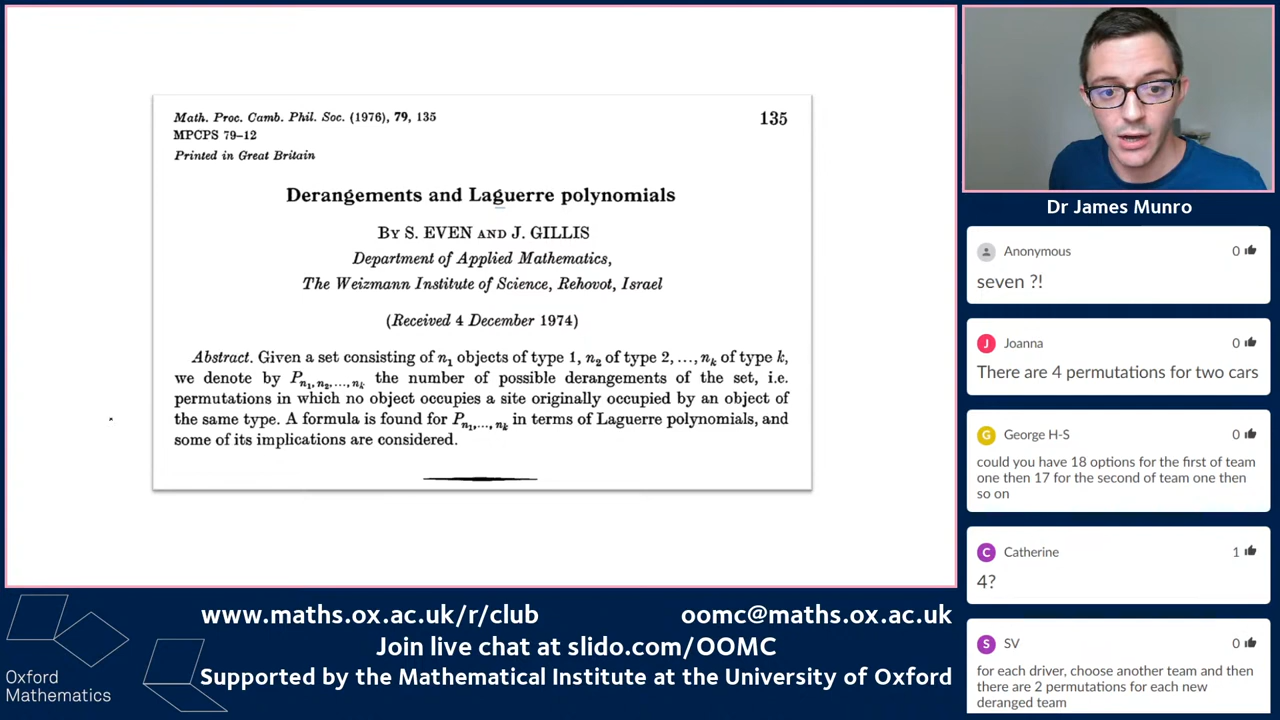 Math. Proc. Camb. Phil. Soc. (1976), 79, 135
135
MPCPS 79–12
Printed in Great Britain
Derangements and Laguerre polynomials
BY S. EVEN AND J. GILLIS
Department of Applied Mathematics,
The Weizmann Institute of Science, Rehovot, Israel
(Received 4 December 1974)
Abstract. Given a set consisting of n₁ objects of type 1, n₂ of type 2, ..., nₖ of type k,
we denote by Pn₁,n₂,...,nₖ the number of possible derangements of the set, i.e.
permutations in which no object occupies a site originally occupied by an object of
the same type. A formula is found for Pn₁,...,nₖ in terms of Laguerre polynomials, and
some of its implications are considered.
Dr James Munro
Anonymous
0
seven ?!
J
Joanna
0
There are 4 permutations for two cars
G
George H-S
0
could you have 18 options for the first of team
one then 17 for the second of team one then
so on
C
Catherine
1
4?
S
SV
0
for each driver, choose another team and then
there are 2 permutations for each new
deranged team
www.maths.ox.ac.uk/r/club
oomc@maths.ox.ac.uk
Join live chat at slido.com/OOMC
Supported by the Mathematical Institute at the University of Oxford
Oxford
Mathematics